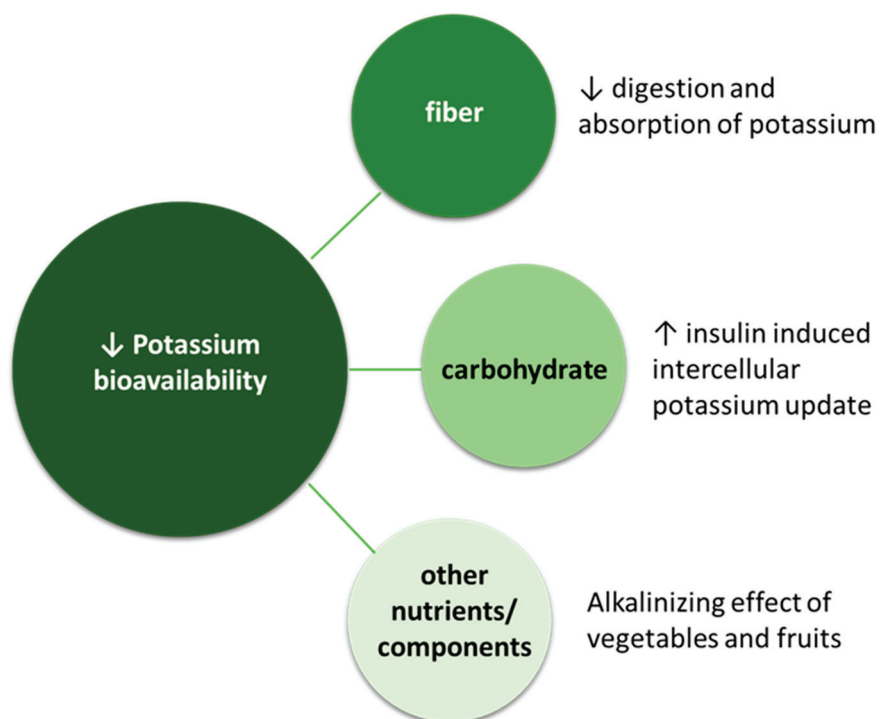 fiber
↓ digestion and
absorption of potassium
↓ Potassium
bioavailability
carbohydrate
↑ insulin induced
intercellular
potassium update
other
nutrients/
components
Alkalinizing effect of
vegetables and fruits